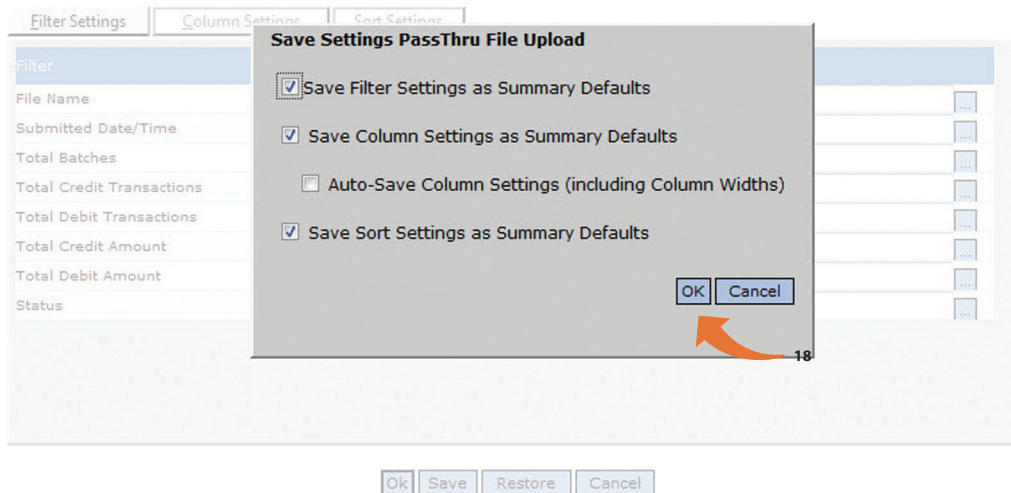 Filter Settings
Column Settings
Sort Settings
Save Settings PassThru File Upload
Filter
Save Filter Settings as Summary Defaults
File Name
...
Submitted Date/Time
...
Save Column Settings as Summary Defaults
Total Batches
...
Total Credit Transactions
Auto-Save Column Settings (including Column Widths)
...
Total Debit Transactions
...
Save Sort Settings as Summary Defaults
Total Credit Amount
...
Total Debit Amount
...
OK
Cancel
Status
...
18
Ok
Save
Restore
Cancel